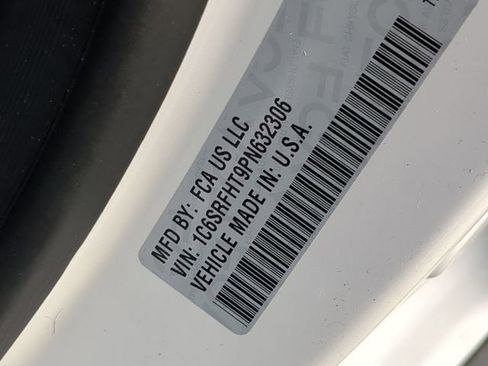 MFD BY: FCA US LLC
VIN: 1C6SRFHT9PN632306
VEHICLE MADE IN: U.S.A.